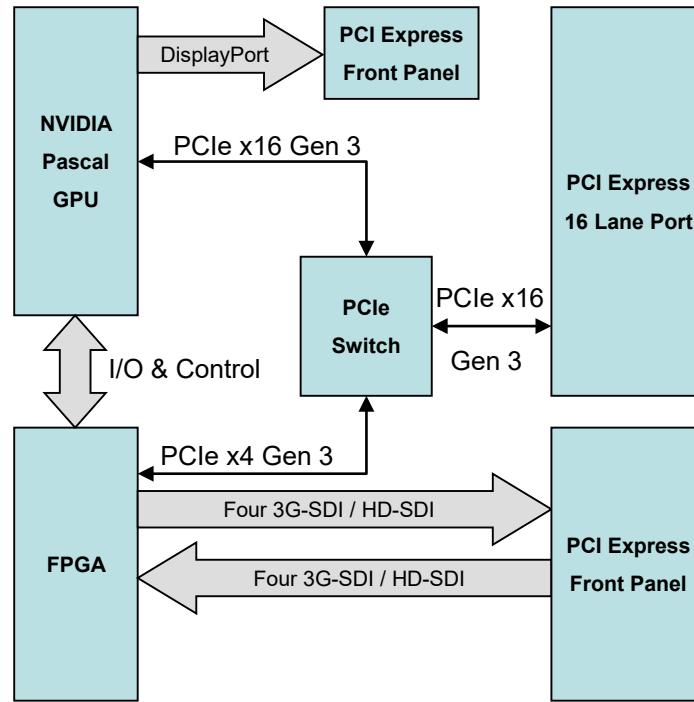 DisplayPort
PCI Express
Front Panel
NVIDIA
Pascal
GPU
PCIe x16 Gen 3
PCI Express
16 Lane Port
PCIe
Switch
PCIe x16
Gen 3
I/O & Control
PCIe x4 Gen 3
Four 3G-SDI / HD-SDI
FPGA
PCI Express
Front Panel
Four 3G-SDI / HD-SDI